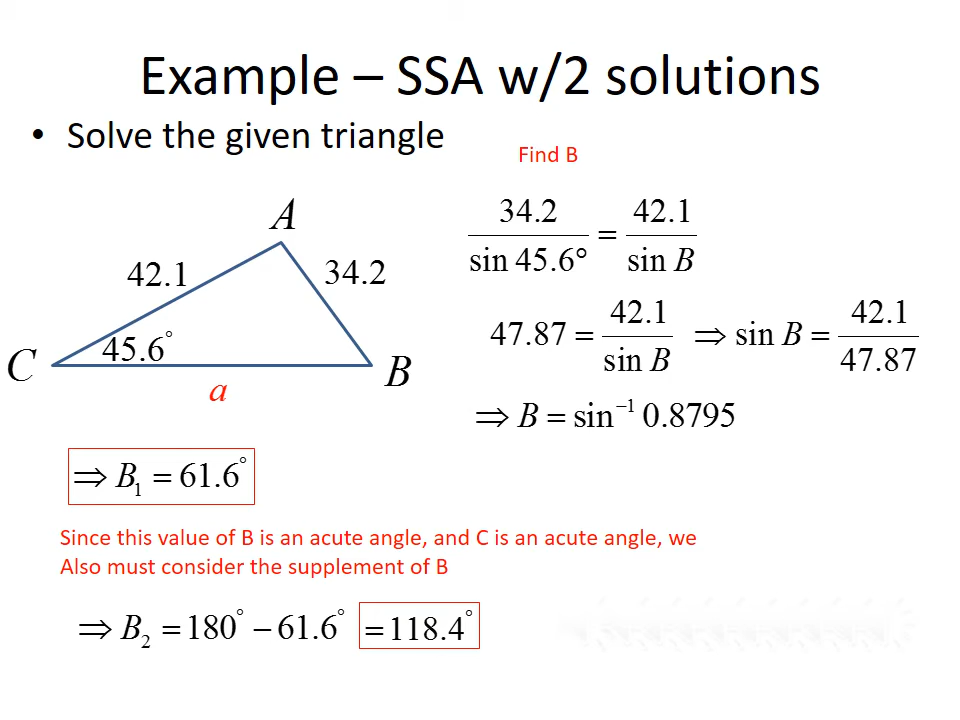 Example – SSA w/2 solutions
• Solve the given triangle
Find B
A
42.1
34.2
45.6°
C
B
a
34.2 / sin 45.6° = 42.1 / sin B
47.87 = 42.1 / sin B ⇒ sin B = 42.1 / 47.87
⇒ B = sin⁻¹ 0.8795
⇒ B₁ = 61.6°
Since this value of B is an acute angle, and C is an acute angle, we
Also must consider the supplement of B
⇒ B₂ = 180° − 61.6° = 118.4°